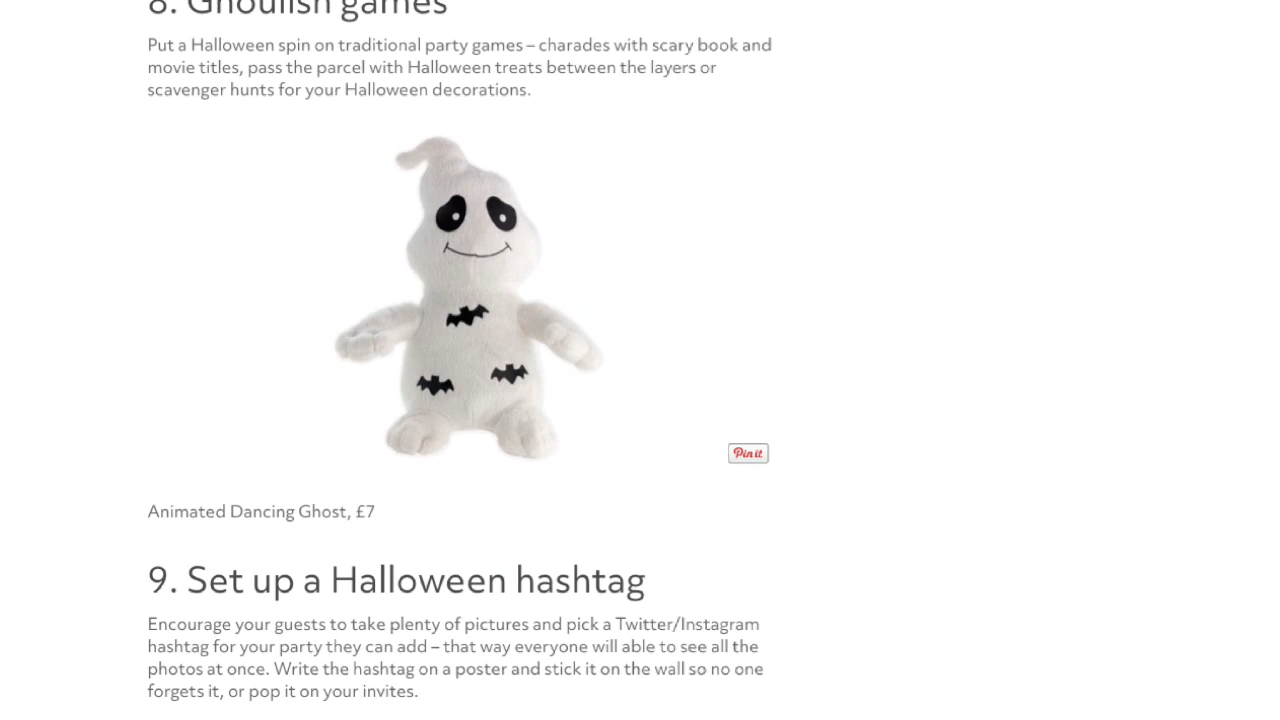 8. Ghoulish games
Put a Halloween spin on traditional party games – charades with scary book and
movie titles, pass the parcel with Halloween treats between the layers or
scavenger hunts for your Halloween decorations.
Pin it
Animated Dancing Ghost, £7
9. Set up a Halloween hashtag
Encourage your guests to take plenty of pictures and pick a Twitter/Instagram
hashtag for your party they can add – that way everyone will able to see all the
photos at once. Write the hashtag on a poster and stick it on the wall so no one
forgets it, or pop it on your invites.